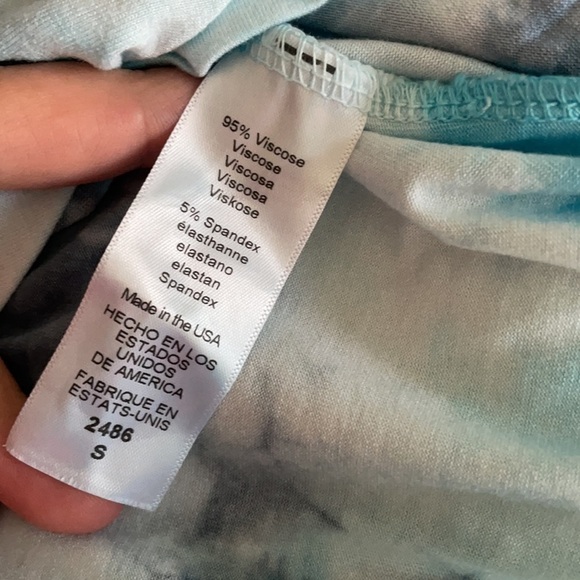 95% Viscose
Viscose
Viscosa
Viscosa
Viskose
5% Spandex
élasthanne
elastano
elastan
Spandex
Made in the USA
HECHO EN LOS
ESTADOS
UNIDOS
DE AMERICA
FABRIQUE EN
ESTATS-UNIS
2486
S